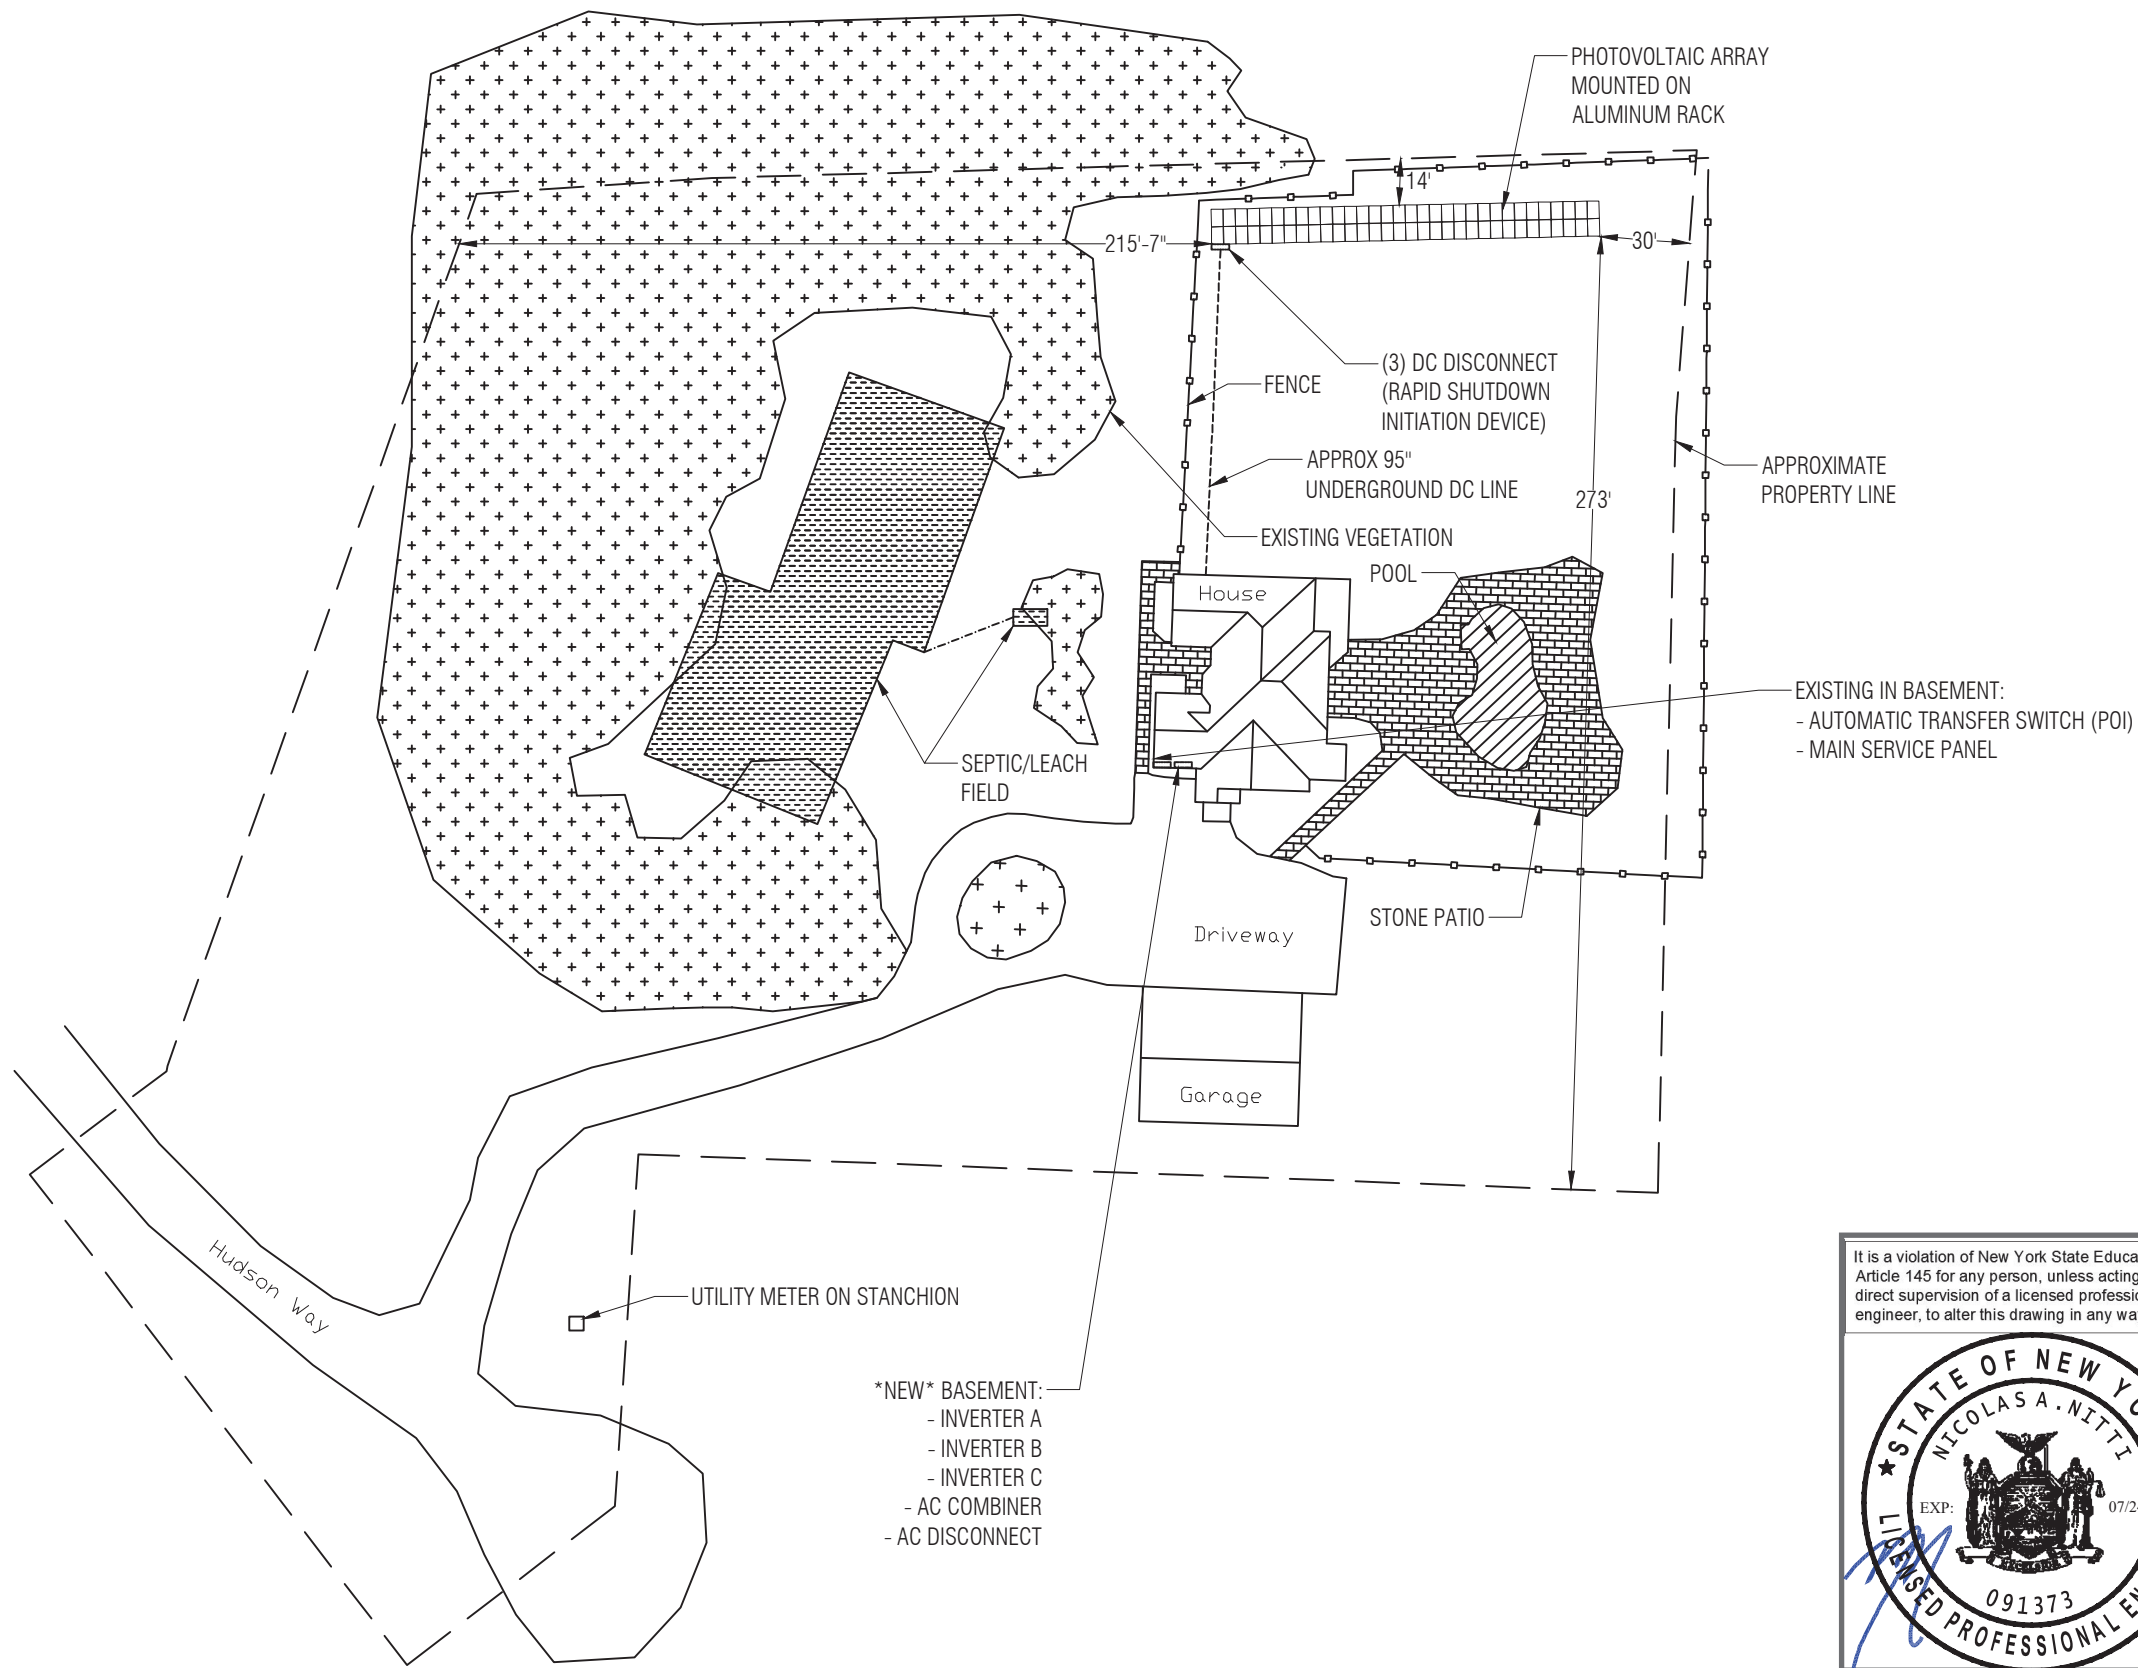 PHOTOVOLTAIC ARRAY
MOUNTED ON
ALUMINUM RACK
14'
215'-7"
30'
(3) DC DISCONNECT
(RAPID SHUTDOWN
INITIATION DEVICE)
FENCE
APPROX 95"
UNDERGROUND DC LINE
APPROXIMATE
PROPERTY LINE
273'
EXISTING VEGETATION
POOL
House
EXISTING IN BASEMENT:
- AUTOMATIC TRANSFER SWITCH (POI)
- MAIN SERVICE PANEL
SEPTIC/LEACH
FIELD
STONE PATIO
Driveway
Garage
Hudson Way
UTILITY METER ON STANCHION
*NEW* BASEMENT:
- INVERTER A
- INVERTER B
- INVERTER C
- AC COMBINER
- AC DISCONNECT
It is a violation of New York State Educa
Article 145 for any person, unless acting
direct supervision of a licensed professio
engineer, to alter this drawing in any wa
★ STATE OF NEW YO
NICOLAS A. NITTI
EXP: 07/2
EXCELSIOR
091373
LICENSED PROFESSIONAL EN